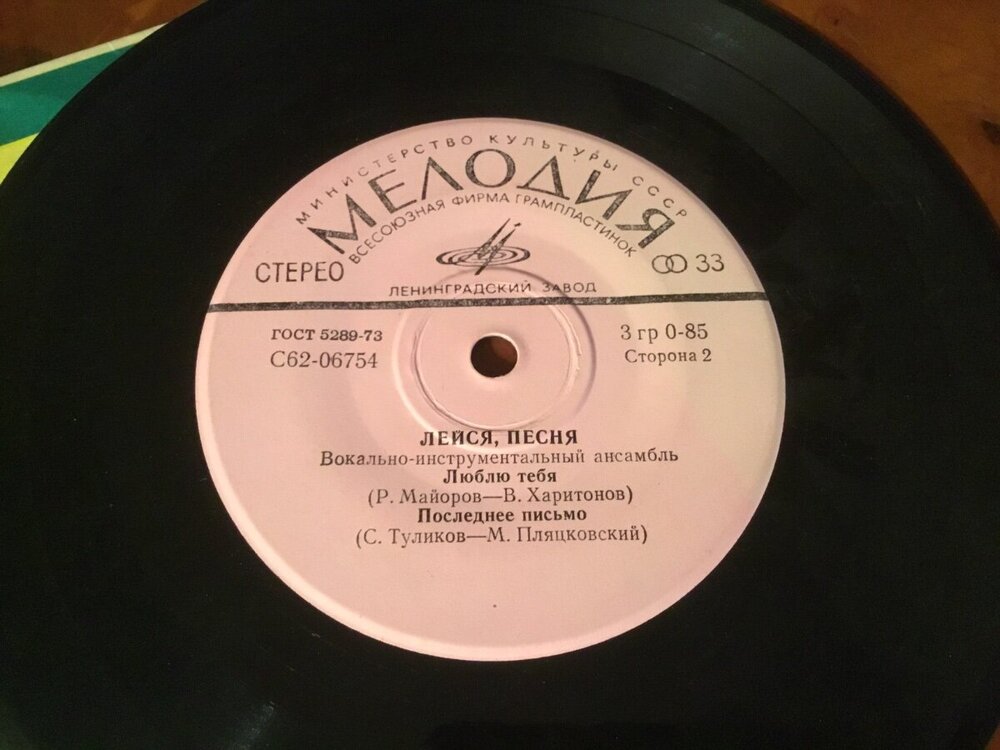 МИНИСТЕРСТВО КУЛЬТУРЫ СССР
МЕЛОДИЯ
ВСЕСОЮЗНАЯ ФИРМА ГРАМПЛАСТИНОК
СТЕРЕО
33
ЛЕНИНГРАДСКИЙ ЗАВОД
ГОСТ 5289-73
3 гр 0-85
С62-06754
Сторона 2
ЛЕЙСЯ, ПЕСНЯ
Вокально-инструментальный ансамбль
Люблю тебя
(Р. Майоров—В. Харитонов)
Последнее письмо
(С. Туликов—М. Пляцковский)